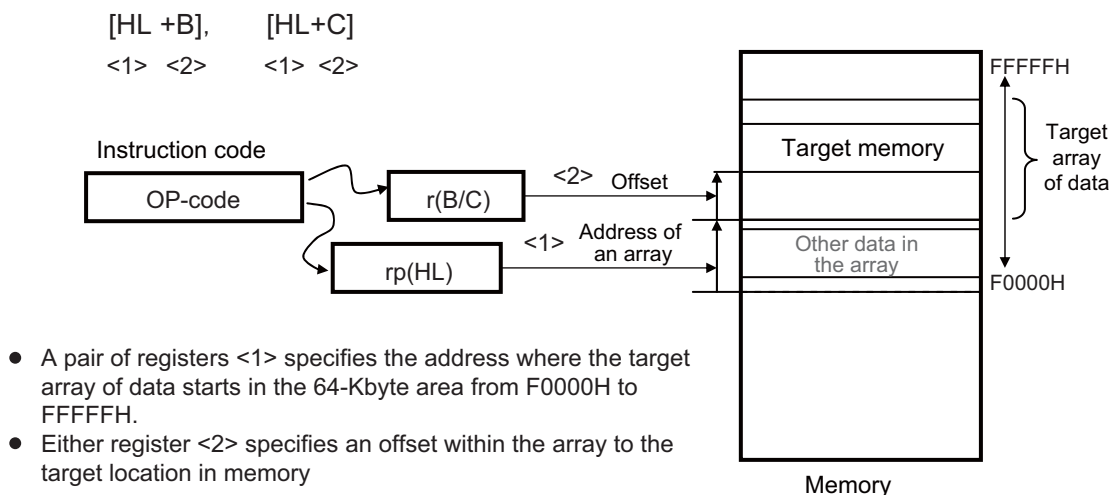 [HL +B], [HL+C]
<1> <2> <1> <2>
FFFFFH
Target
array
of data
Target memory
Instruction code
OP-code
r(B/C)
<2> Offset
rp(HL)
<1> Address of
an array
Other data in
the array
F0000H
● A pair of registers <1> specifies the address where the target
array of data starts in the 64-Kbyte area from F0000H to
FFFFFH.
● Either register <2> specifies an offset within the array to the
target location in memory
Memory